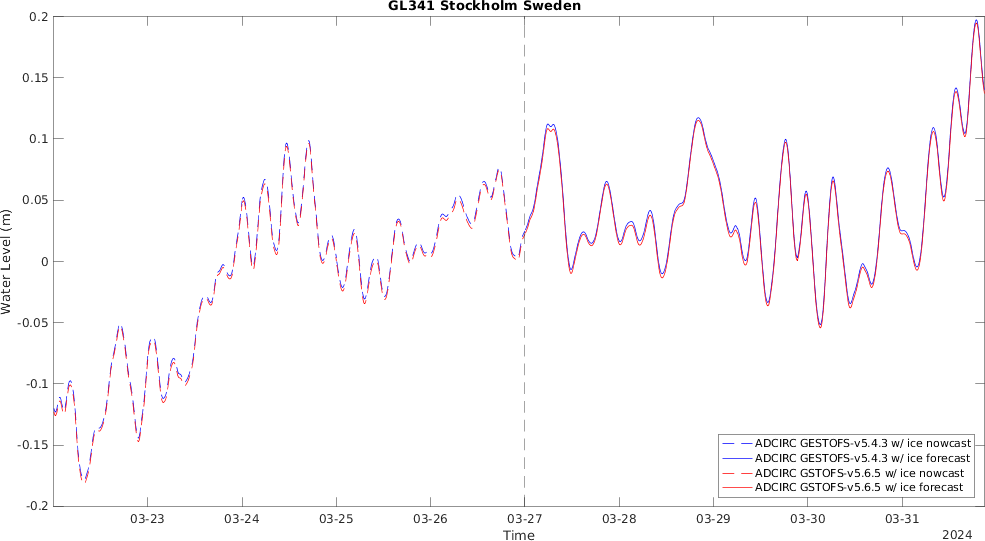 GL341 Stockholm Sweden
0.2
0.15
0.1
0.05
0
-0.05
-0.1
-0.15
-0.2
Water Level (m)
03-23
03-24
03-25
03-26
03-27
03-28
03-29
03-30
03-31
Time
2024
ADCIRC GESTOFS-v5.4.3 w/ ice nowcast
ADCIRC GESTOFS-v5.4.3 w/ ice forecast
ADCIRC GSTOFS-v5.6.5 w/ ice nowcast
ADCIRC GSTOFS-v5.6.5 w/ ice forecast